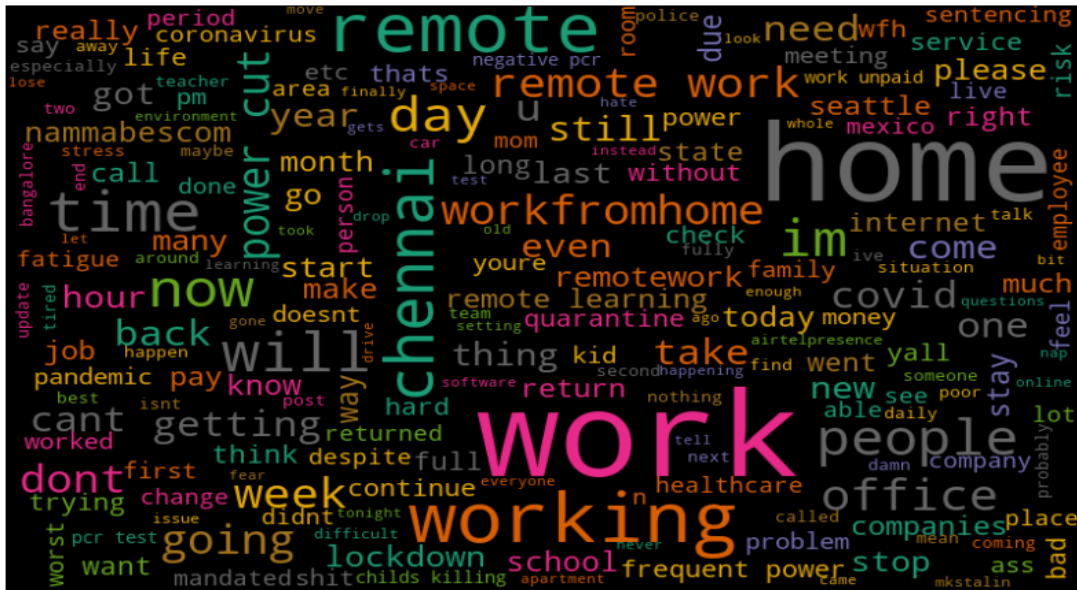 move
police
sentencing
lose
really
period
coronavirus
remote
room
due
need
wfh
say
away
look
especially
life
cut
negative pcr
meeting
service
risk
two
teacher
etc
thats
remote work
work unpaid
please
got
pm
area
finally
space
hate
live
environment
year
gets
day
u
still
power
seattle
nammabescom
car
mom
whole
mexico
right
stress
maybe
month
test
instead
state
home
bangalore
end
call
done
power
go
person
drop
chennai
long
last
without
employee
time
took
workfromhome
old
check
internet
talk
let
many
even
fully
im
ive
come
bit
fatigue
around
learning
start
youre
remotework
family
situation
much
update
tired
hour
now
make
remote learning
enough
covid
questions
feel
back
gone
doesnt
team
setting
quarantine
ago
today
money
one
airtelpresence
job
happen
will
drive
thing
kid
take
find
went
yall
nap
pandemic
pay
know
way
software
second
happening
someone
stay
online
best
isnt
post
return
nothing
new
see
poor
cant
getting
hard
work
able
daily
lot
worked
returned
people
think
despite
full
tell
next
damn
company
probably
dont
first
fear
everyone
trying
change
week
continue
n
healthcare
office
worst
issue
didnt
tonight
working
called
companies
place
pcr test
going
difficult
never
problem
mean
coming
bad
want
lockdown
school
frequent power
stop
ass
mandated
shit
childs killing
apartment
came
mkstalin